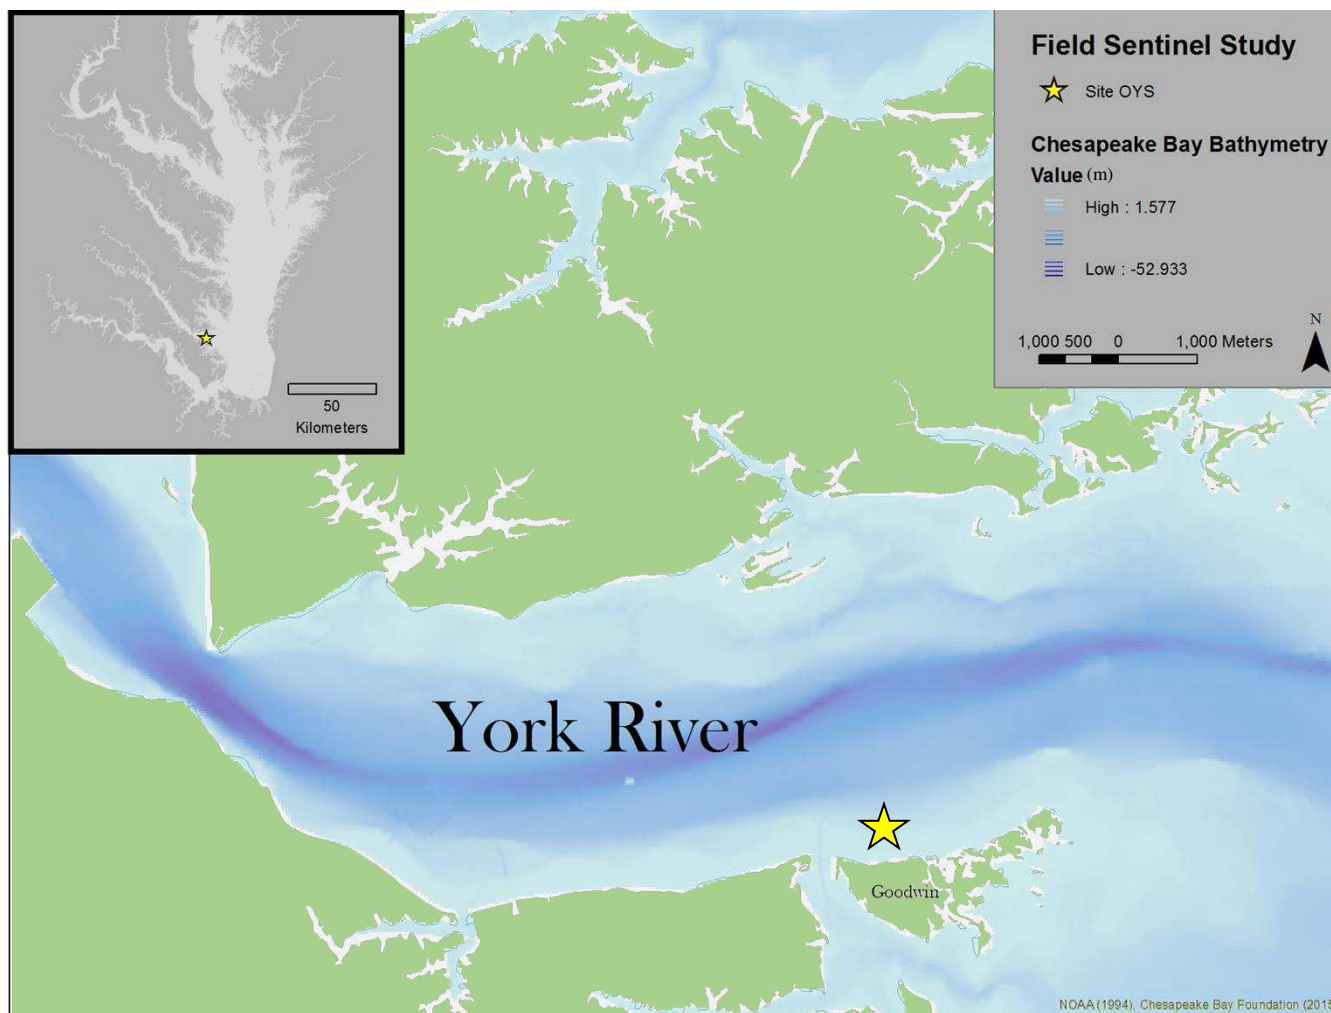 Field Sentinel Study
Site OYS
Chesapeake Bay Bathymetry
Value (m)
High : 1.577
Low : -52.933
N
1,000 500 0 1,000 Meters
50
Kilometers
York River
Goodwin
NOAA (1994), Chesapeake Bay Foundation (2015